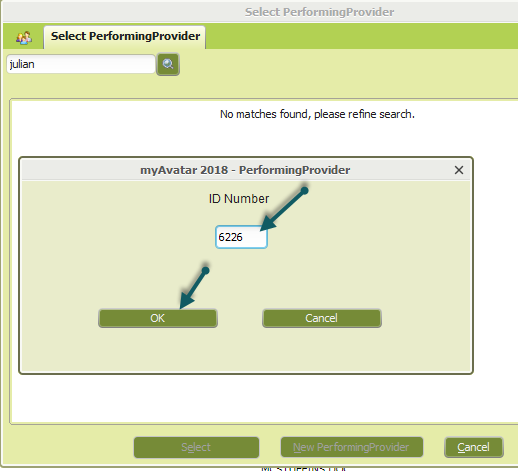 Select PerformingProvider
Select PerformingProvider
julian
No matches found, please refine search.
myAvatar 2018 - PerformingProvider
ID Number
6226
OK Cancel
Select New PerformingProvider Cancel